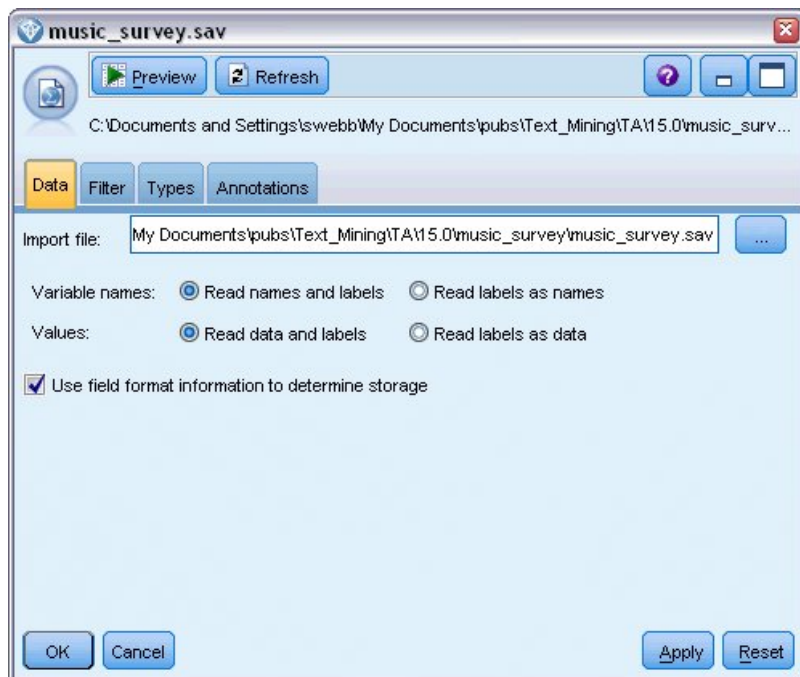 music_survey.sav
Preview Refresh
C:\Documents and Settings\swebb\My Documents\pubs\Text_Mining\TA\15.0\music_surv...
Data Filter Types Annotations
Import file: My Documents\pubs\Text_Mining\TA\15.0\music_survey\music_survey.sav ...
Variable names: Read names and labels Read labels as names
Values: Read data and labels Read labels as data
Use field format information to determine storage
OK Cancel Apply Reset